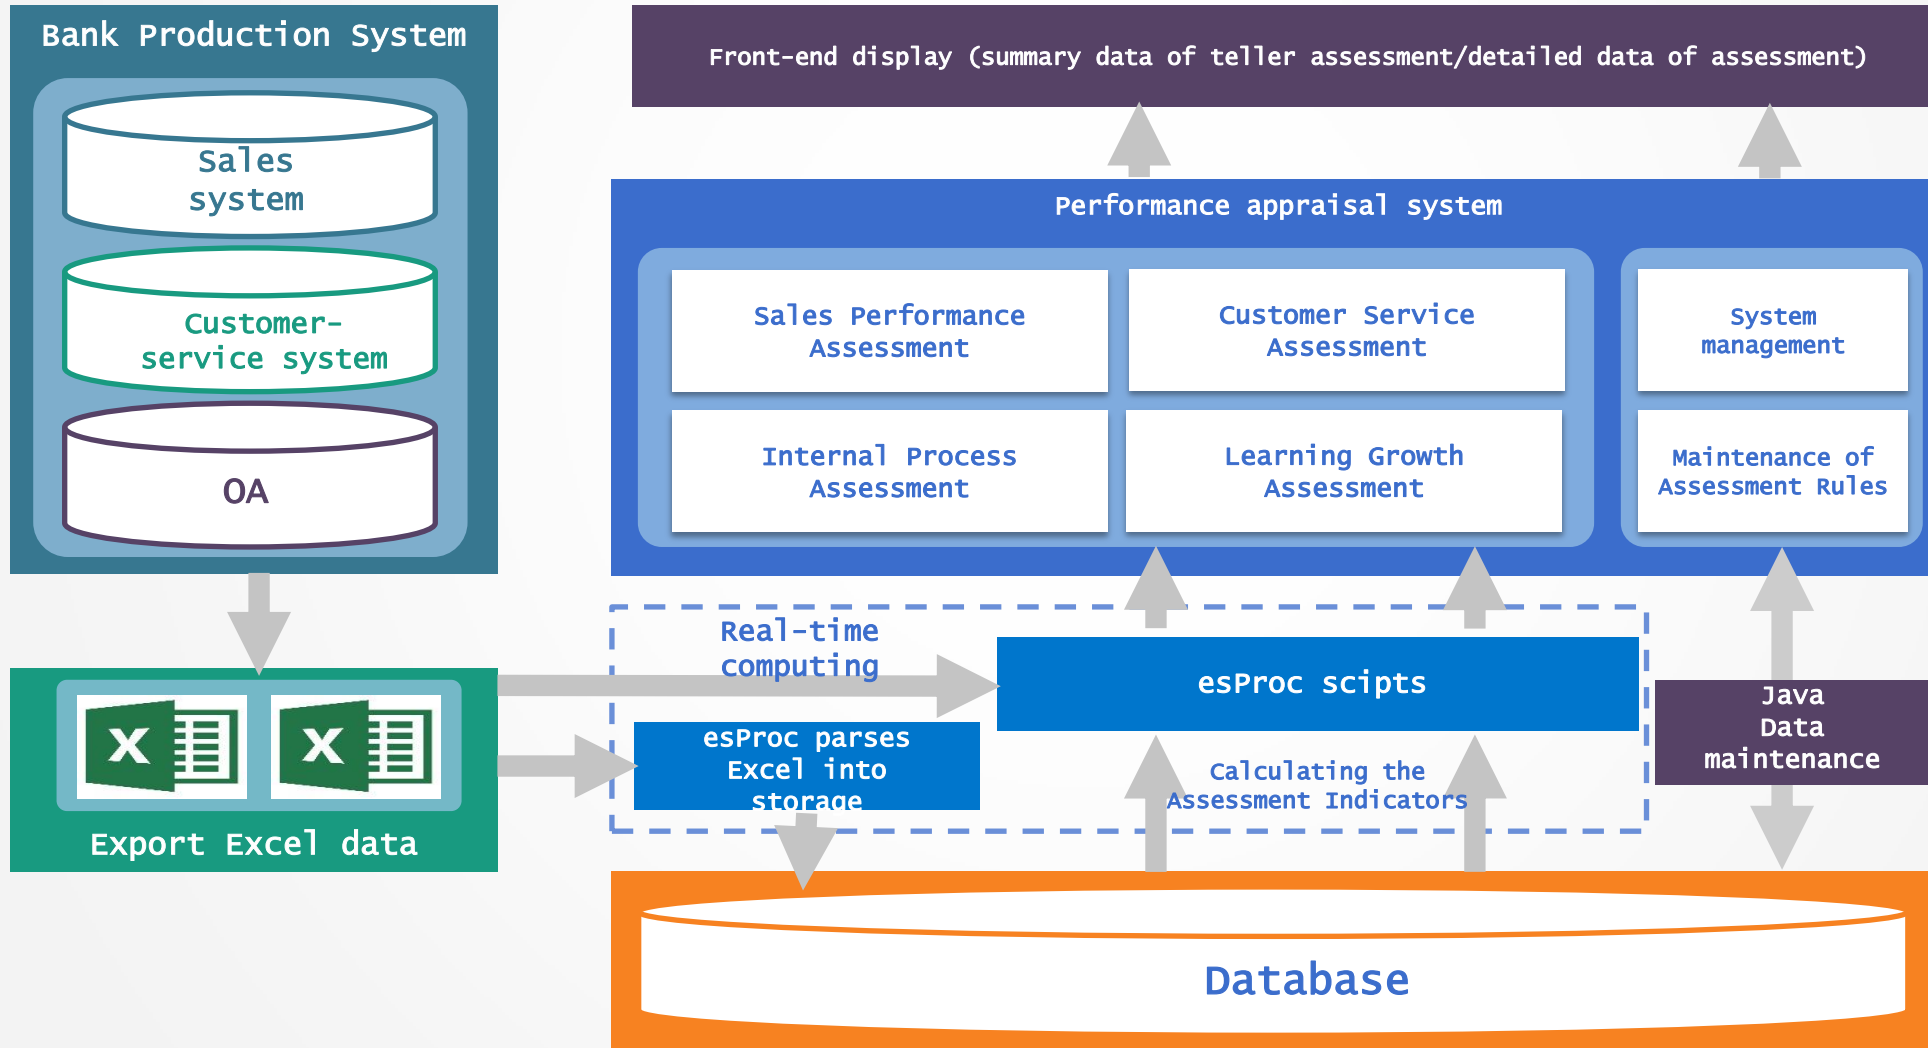 Bank Production System
Sales
system
Customer-
service system
OA
X
X
Export Excel data
Front-end display (summary data of teller assessment/detailed data of assessment)
Performance appraisal system
Sales Performance
Assessment
Customer Service
Assessment
Internal Process
Assessment
Learning Growth
Assessment
System
management
Maintenance of
Assessment Rules
Real-time
computing
esProc scipts
esProc parses
Excel into
storage
Calculating the
Assessment Indicators
Java
Data
maintenance
Database